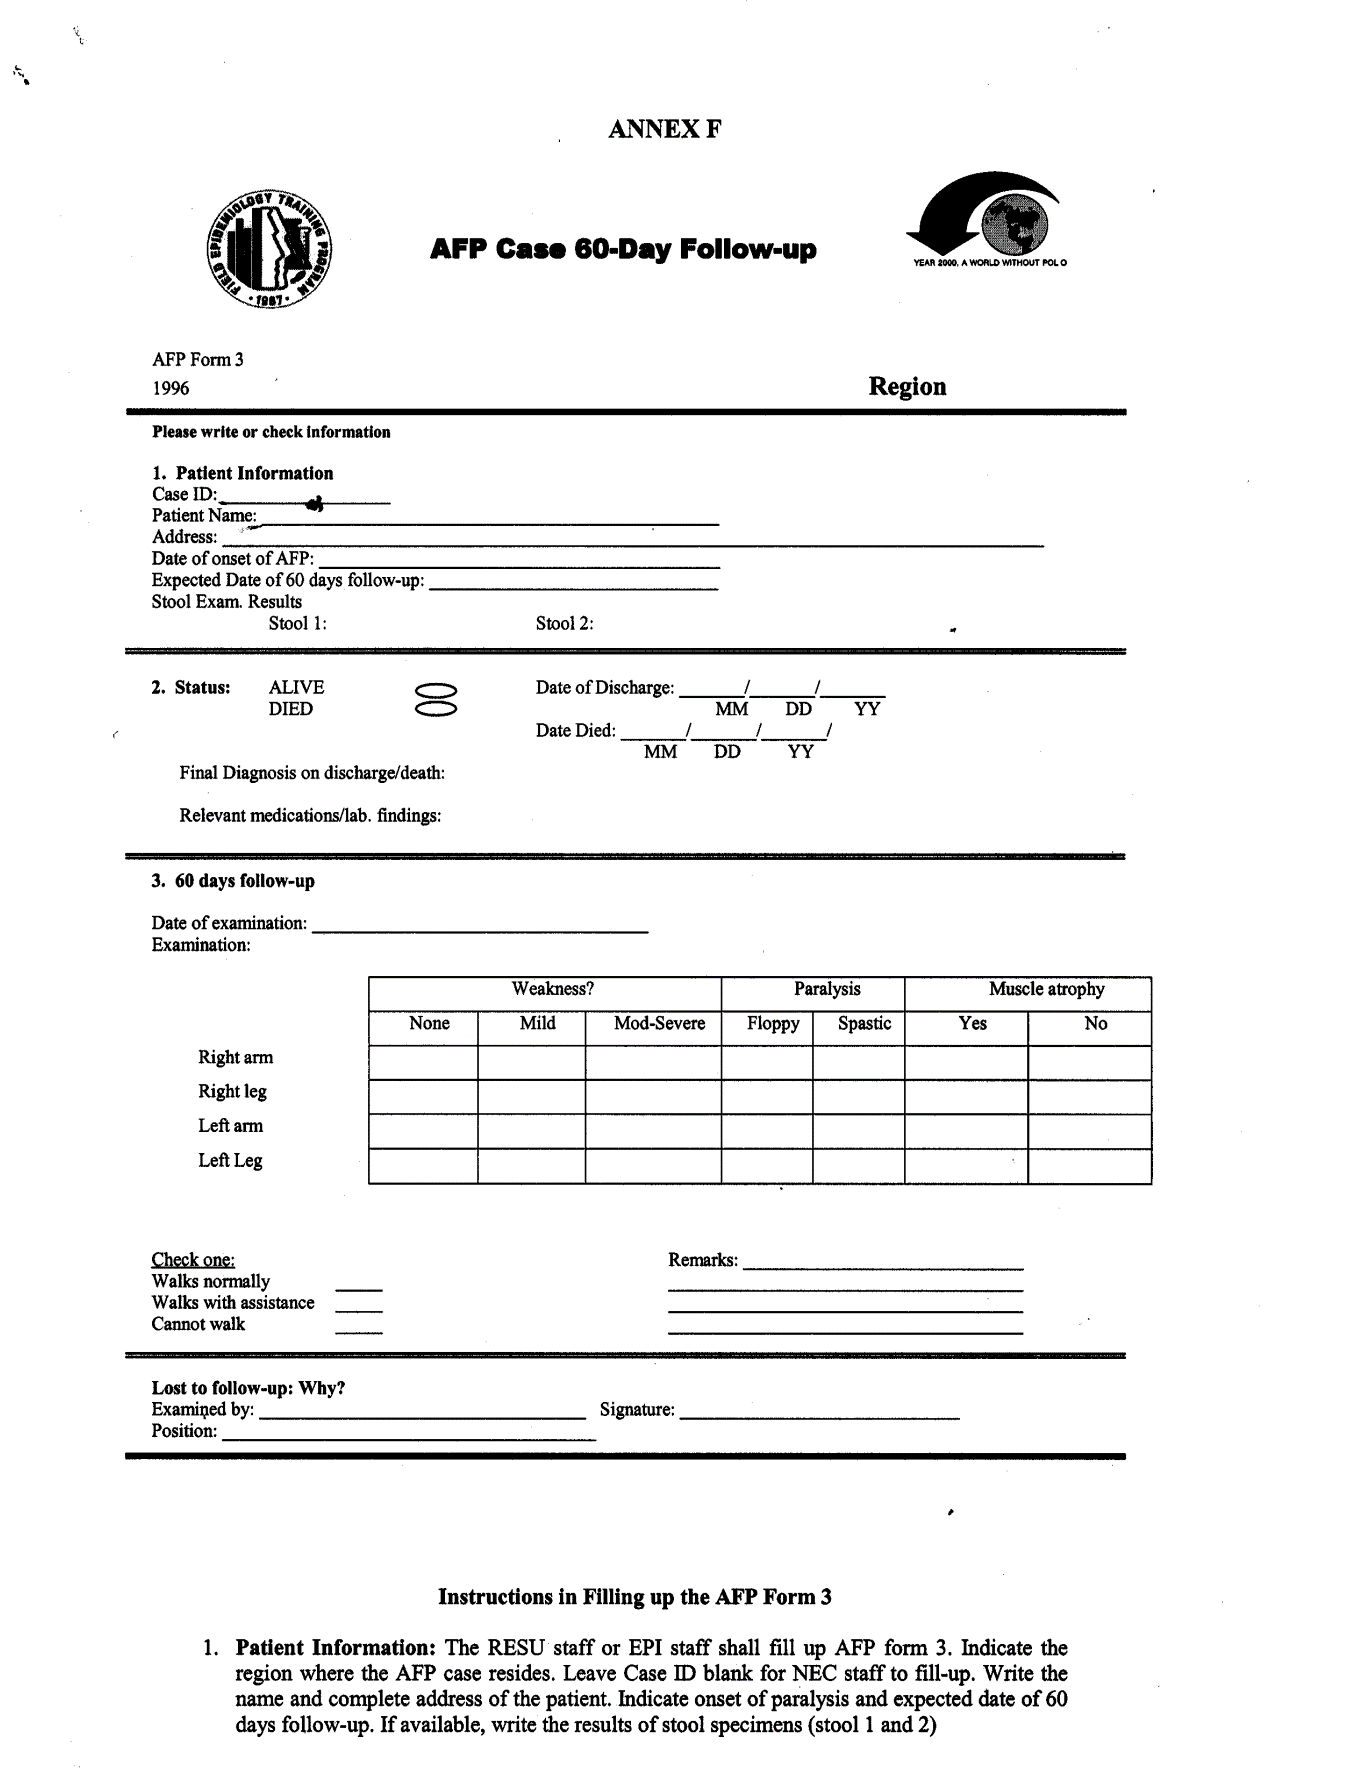 ANNEX F
FIELD EPIDEMIOLOGY TRAINING PROGRAM
· 1987 ·
AFP Case 60-Day Follow-up
YEAR 2000, A WORLD WITHOUT POL O
AFP Form 3
1996 Region
Please write or check information
1. Patient Information
Case ID:
Patient Name:
Address:
Date of onset of AFP:
Expected Date of 60 days follow-up:
Stool Exam. Results
Stool 1: Stool 2:
2. Status: ALIVE Date of Discharge: ______/______/______
DIED MM DD YY
Date Died: ______/______/______/
MM DD YY
Final Diagnosis on discharge/death:
Relevant medications/lab. findings:
3. 60 days follow-up
Date of examination:
Examination:
Weakness? Paralysis Muscle atrophy
None Mild Mod-Severe Floppy Spastic Yes No
Right arm
Right leg
Left arm
Left Leg
Check one: Remarks:
Walks normally
Walks with assistance
Cannot walk
Lost to follow-up: Why?
Examined by: Signature:
Position:
Instructions in Filling up the AFP Form 3
1. Patient Information: The RESU staff or EPI staff shall fill up AFP form 3. Indicate the
region where the AFP case resides. Leave Case ID blank for NEC staff to fill-up. Write the
name and complete address of the patient. Indicate onset of paralysis and expected date of 60
days follow-up. If available, write the results of stool specimens (stool 1 and 2)